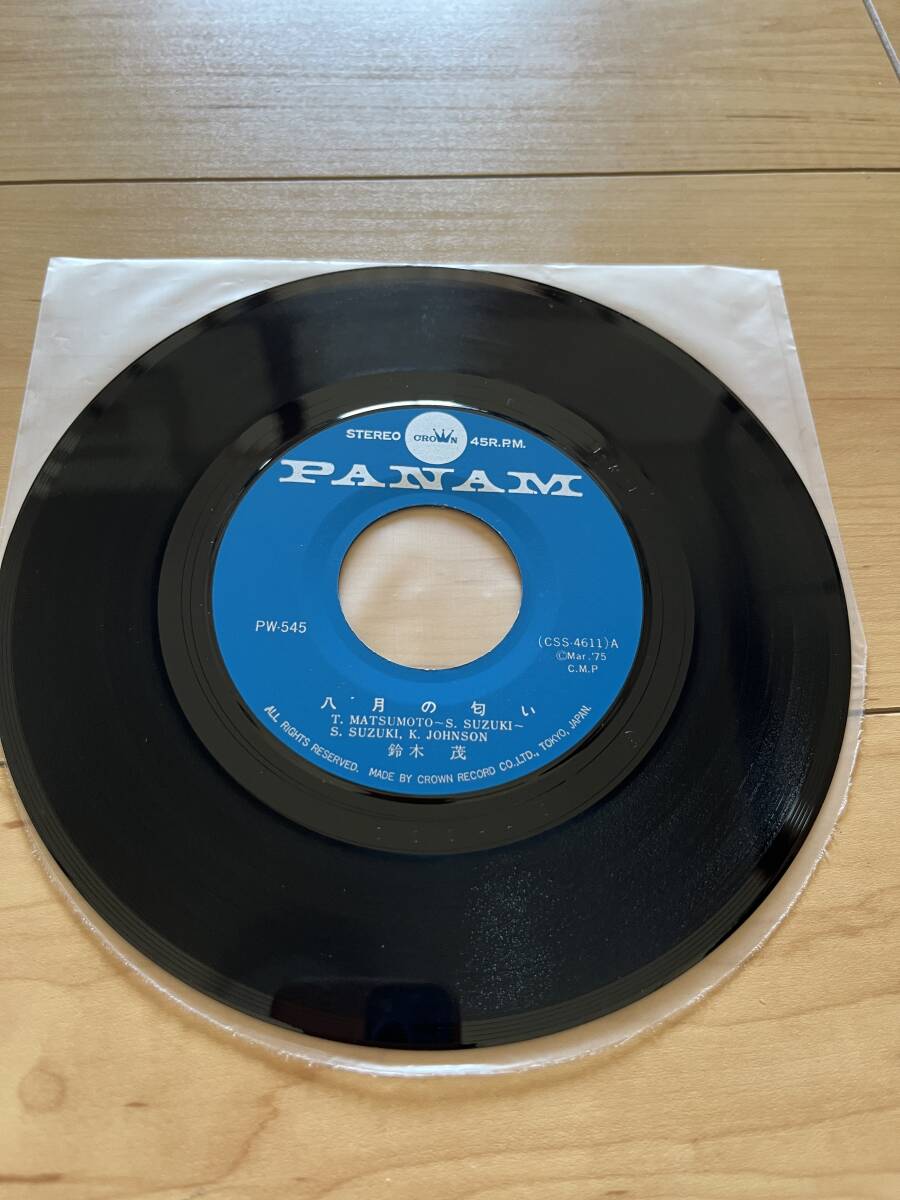 STEREO CROWN 45R.P.M.
PANAM
PW-545
(CSS-4611)A
ⒸMar.'75
C.M.P
八月の匂い
T. MATSUMOTO~S. SUZUKI~
S. SUZUKI, K. JOHNSON
鈴木 茂
ALL RIGHTS RESERVED. MADE BY CROWN RECORD CO.,LTD., TOKYO, JAPAN.